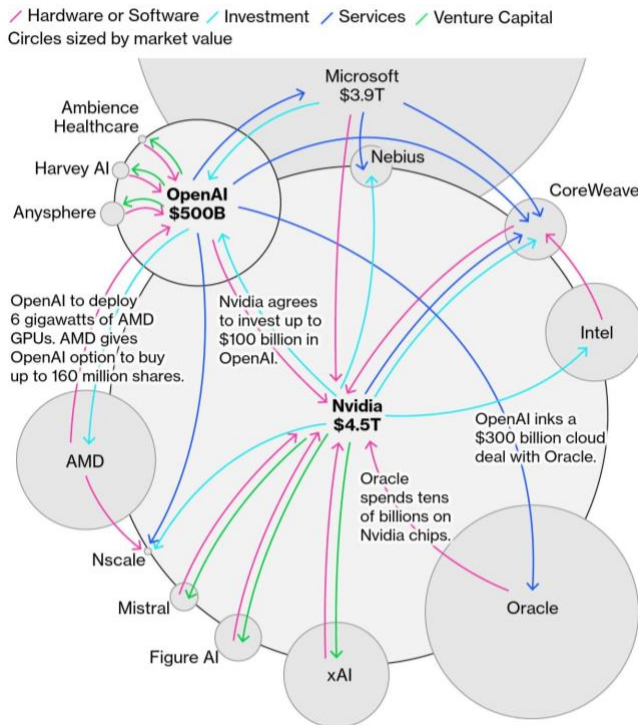 Hardware or Software Investment Services Venture Capital
Circles sized by market value
Microsoft
$3.9T
Ambience
Healthcare
Nebius
Harvey AI
CoreWeave
OpenAI
$500B
Anysphere
OpenAI to deploy
6 gigawatts of AMD
GPUs. AMD gives
OpenAI option to buy
up to 160 million shares.
Nvidia agrees
to invest up to
$100 billion in
OpenAI.
Intel
Nvidia
$4.5T
OpenAI inks a
$300 billion cloud
deal with Oracle.
AMD
Oracle
spends tens
of billions on
Nvidia chips.
Nscale
Mistral
Oracle
Figure AI
xAI